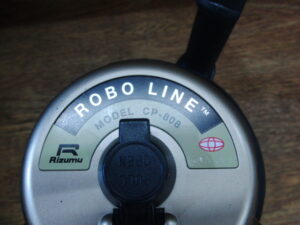 ROBO LINE™
MODEL CP-808
R
Rizumu